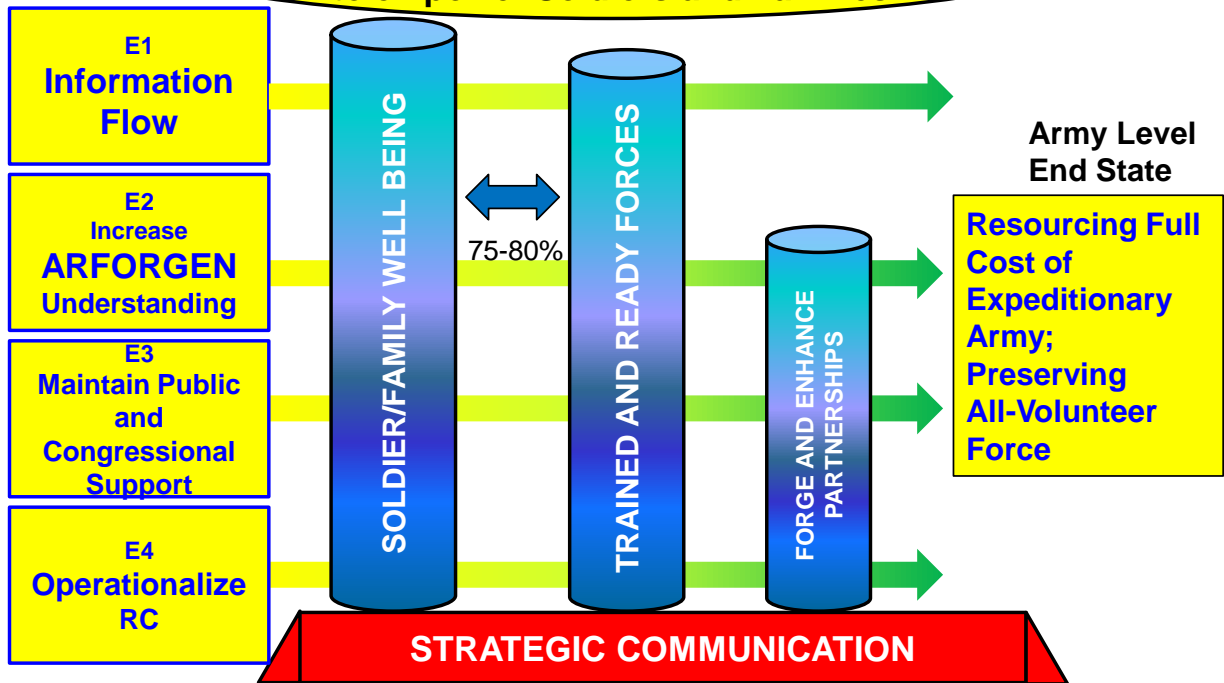 E1
Information
Flow
E2
Increase
ARFORGEN
Understanding
E3
Maintain Public
and
Congressional
Support
E4
Operationalize
RC
SOLDIER/FAMILY WELL BEING
75-80%
TRAINED AND READY FORCES
FORGE AND ENHANCE
PARTNERSHIPS
Army Level
End State
Resourcing Full
Cost of
Expeditionary
Army;
Preserving
All-Volunteer
Force
STRATEGIC COMMUNICATION